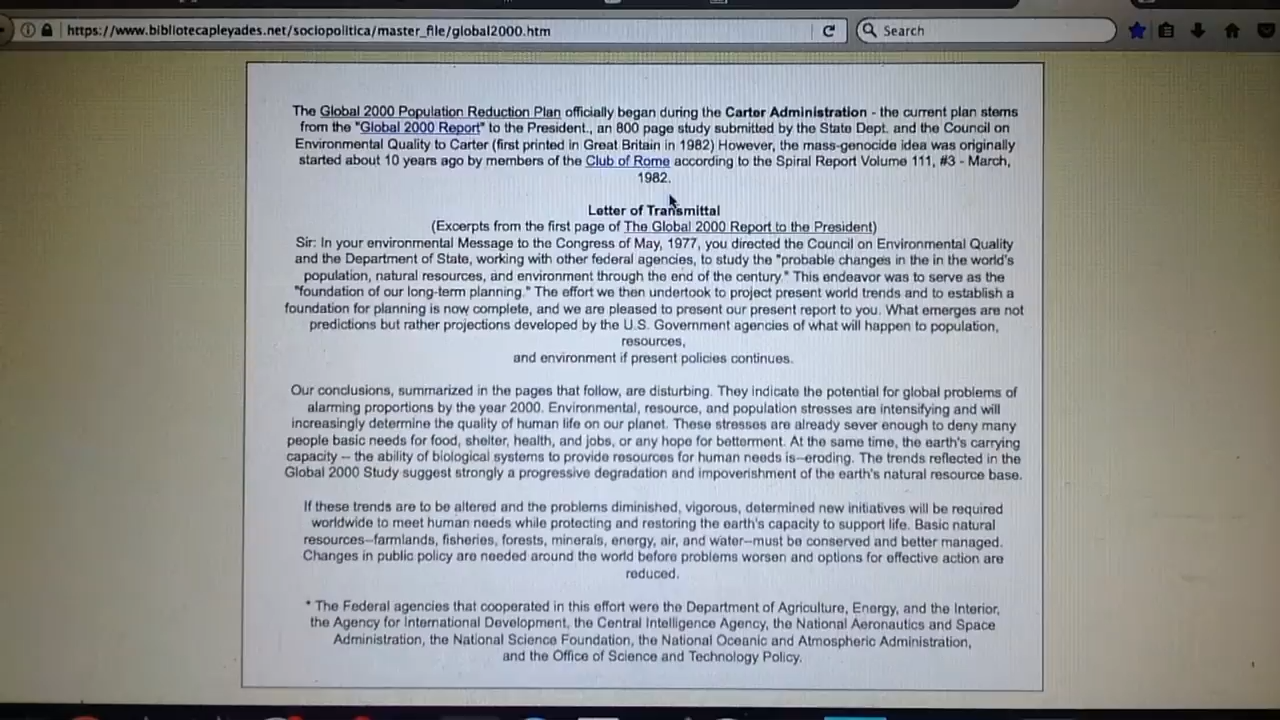 https://www.bibliotecapleyades.net/sociopolitica/master_file/global2000.htm
Search
The Global 2000 Population Reduction Plan officially began during the Carter Administration - the current plan stems
from the "Global 2000 Report" to the President., an 800 page study submitted by the State Dept. and the Council on
Environmental Quality to Carter (first printed in Great Britain in 1982) However, the mass-genocide idea was originally
started about 10 years ago by members of the Club of Rome according to the Spiral Report Volume 111, #3 - March,
1982.
Letter of Transmittal
(Excerpts from the first page of The Global 2000 Report to the President)
Sir: In your environmental Message to the Congress of May, 1977, you directed the Council on Environmental Quality
and the Department of State, working with other federal agencies, to study the "probable changes in the in the world's
population, natural resources, and environment through the end of the century." This endeavor was to serve as the
"foundation of our long-term planning." The effort we then undertook to project present world trends and to establish a
foundation for planning is now complete, and we are pleased to present our present report to you. What emerges are not
predictions but rather projections developed by the U.S. Government agencies of what will happen to population,
resources,
and environment if present policies continues.
Our conclusions, summarized in the pages that follow, are disturbing. They indicate the potential for global problems of
alarming proportions by the year 2000. Environmental, resource, and population stresses are intensifying and will
increasingly determine the quality of human life on our planet. These stresses are already sever enough to deny many
people basic needs for food, shelter, health, and jobs, or any hope for betterment. At the same time, the earth's carrying
capacity -- the ability of biological systems to provide resources for human needs is--eroding. The trends reflected in the
Global 2000 Study suggest strongly a progressive degradation and impoverishment of the earth's natural resource base.
If these trends are to be altered and the problems diminished, vigorous, determined new initiatives will be required
worldwide to meet human needs while protecting and restoring the earth's capacity to support life. Basic natural
resources--farmlands, fisheries, forests, minerals, energy, air, and water--must be conserved and better managed.
Changes in public policy are needed around the world before problems worsen and options for effective action are
reduced.
* The Federal agencies that cooperated in this effort were the Department of Agriculture, Energy, and the Interior,
the Agency for International Development, the Central Intelligence Agency, the National Aeronautics and Space
Administration, the National Science Foundation, the National Oceanic and Atmospheric Administration,
and the Office of Science and Technology Policy.